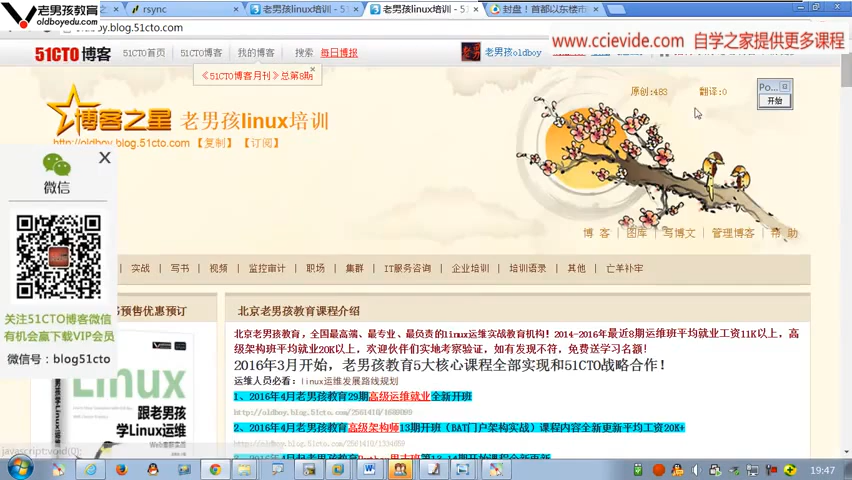 老男孩教育
oldboyedu.com
rsync
老男孩linux培训 - 51
老男孩linux培训 - 51
封盘！首都以东楼市
oldboy.blog.51cto.com
www.ccievide.com 自学之家提供更多课程
51CTO博客
51CTO首页
51CTO博客
我的博客
搜索
每日博报
老男孩oldboy
《51CTO博客月刊》总第8期
原创:483
翻译:0
Po...
开始
博客之星
老男孩linux培训
http://oldboy.blog.51cto.com 【复制】【订阅】
微信
博 客 | 图库 | 写博文 | 管理博客 | 帮 助
实战 | 写书 | 视频 | 监控审计 | 职场 | 集群 | IT服务咨询 | 企业培训 | 培训语录 | 其他 | 亡羊补牢
关注51CTO博客微信
有机会赢下载VIP会员
微信号：blog51cto
预售优惠预订
Linux
跟老男孩
学Linux运维
Web集群实战
北京老男孩教育课程介绍
北京老男孩教育，全国最高端、最专业、最负责的linux运维实战教育机构！2014-2016年最近8期运维班平均就业工资11K以上，高
级架构班平均就业20K以上，欢迎伙伴们实地考察验证，如有发现不符，免费送学习名额！
2016年3月开始，老男孩教育5大核心课程全部实现和51CTO战略合作！
运维人员必看：linux运维发展路线规划
1、2016年4月老男孩教育29期高级运维就业全新开班
2、2016年4月老男孩教育高级架构师13期开班（BAT门户架构实战）课程内容全新更新平均工资20K+
javascript:void(0);
19:47